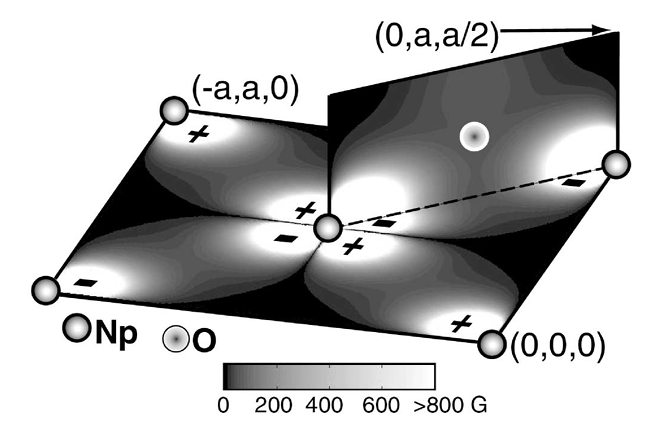 (0,a,a/2)
(-a,a,0)
+
+
-
-
-
+
-
+
Np
O
(0,0,0)
0 200 400 600 >800 G